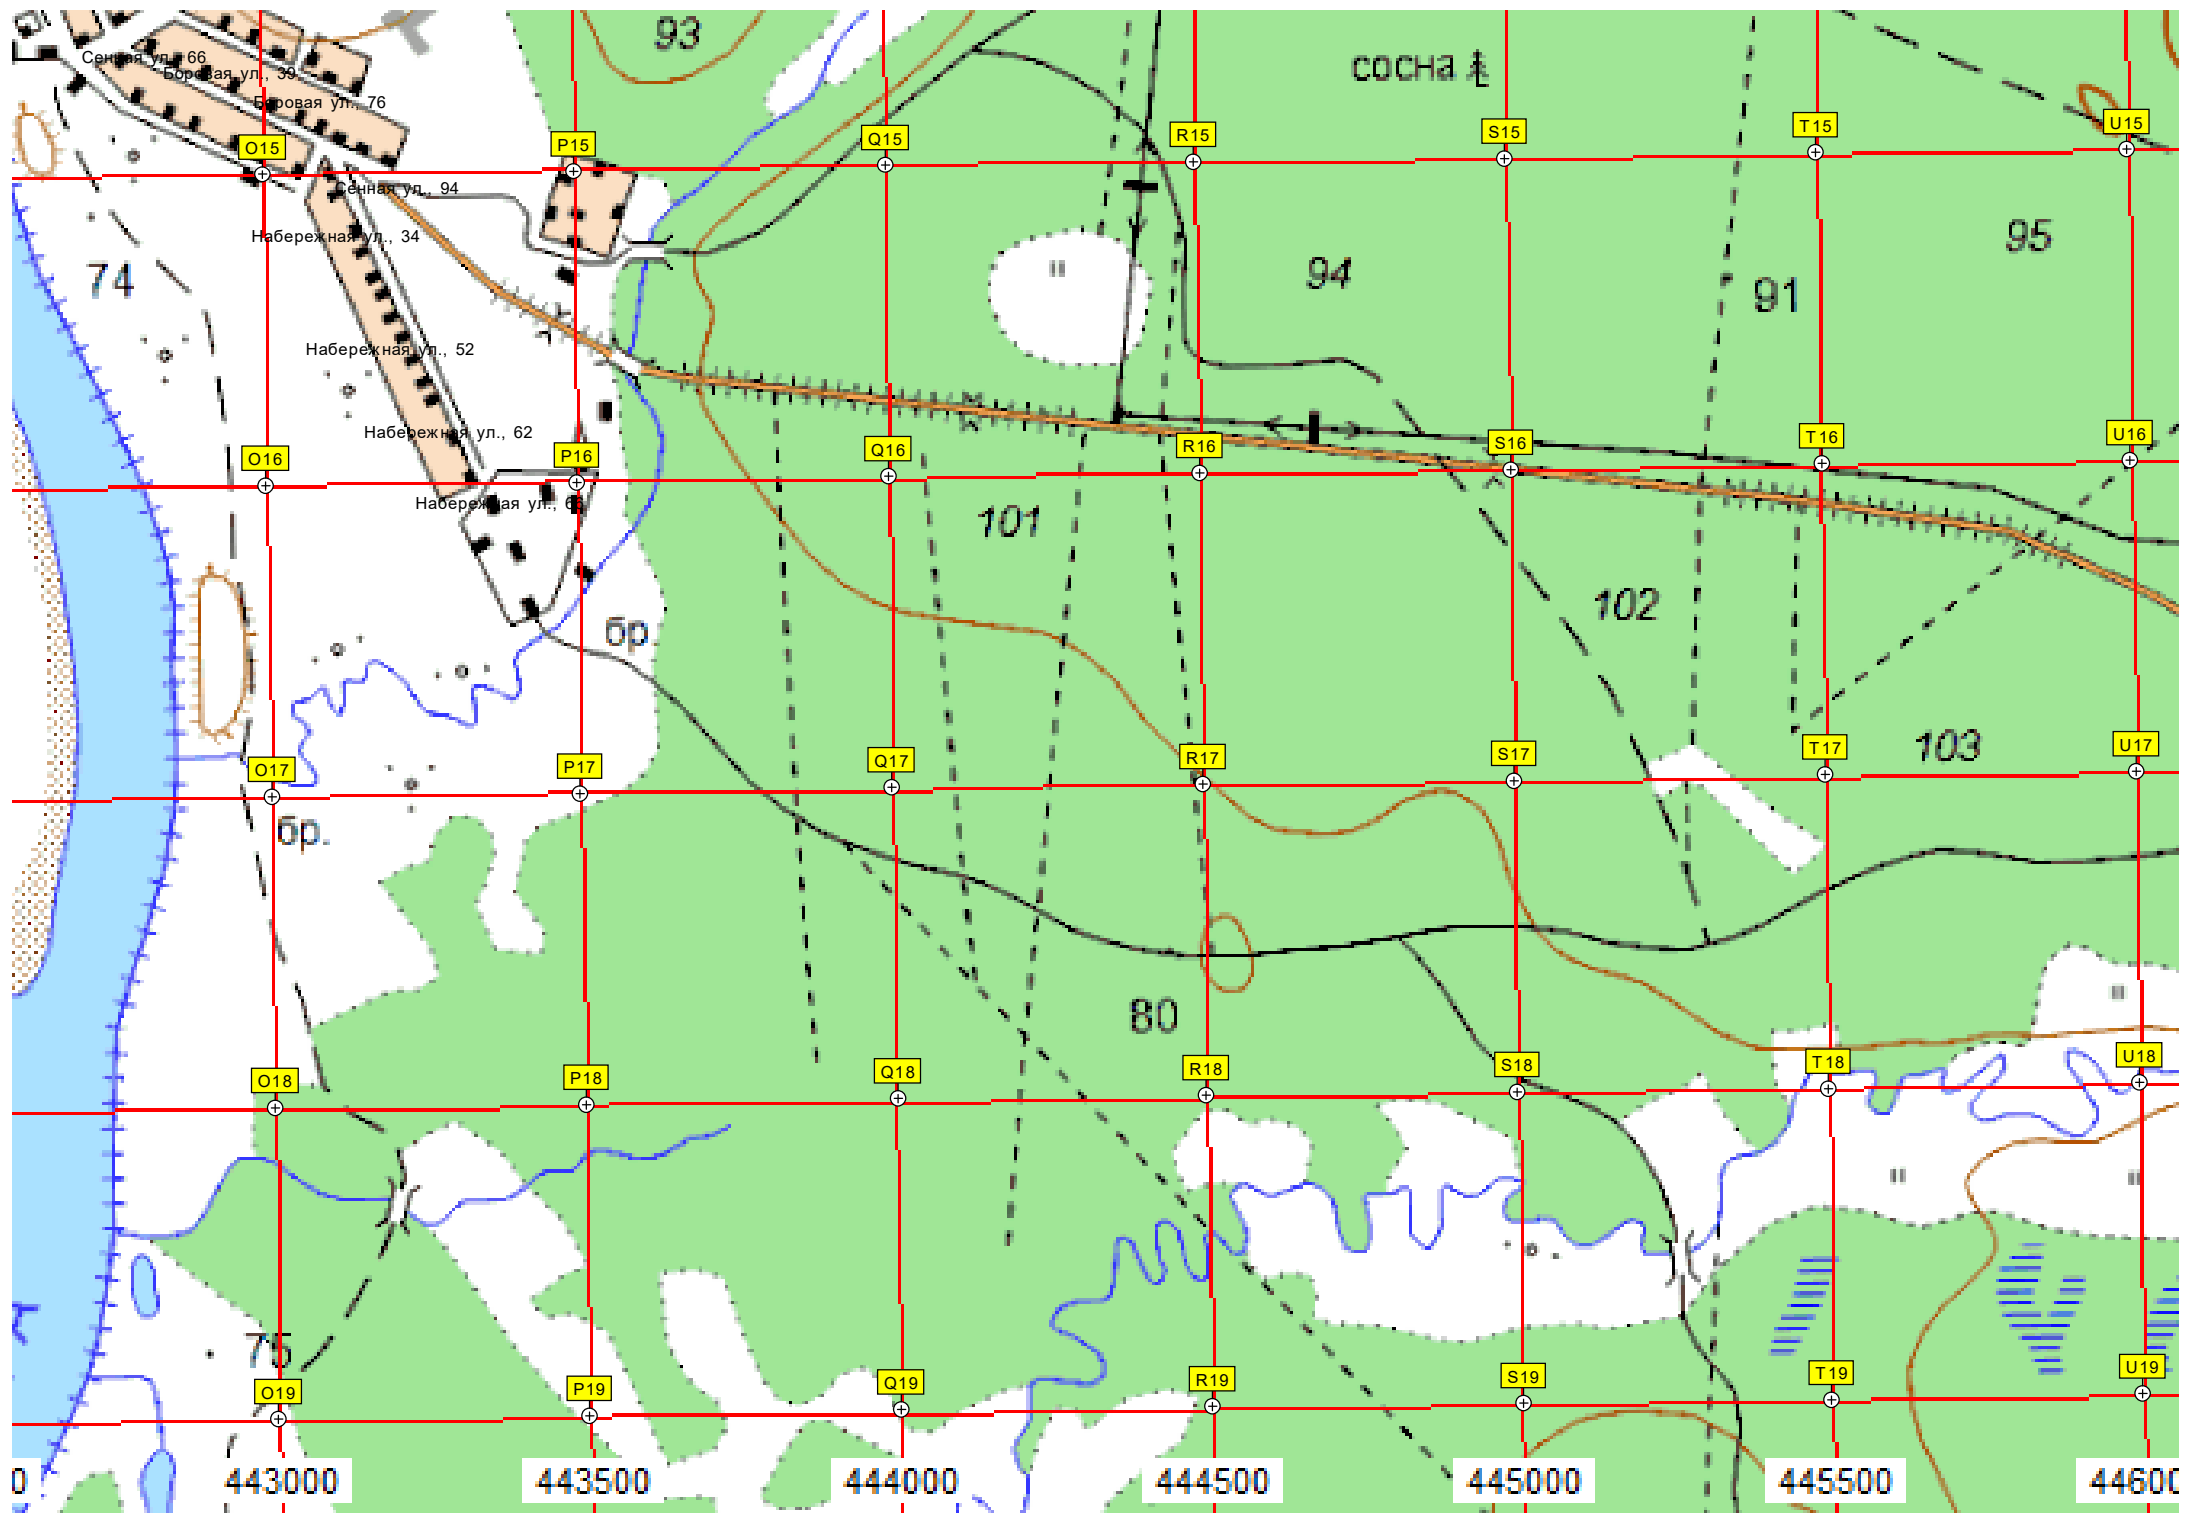 93
сосна
Сенная ул., 66
Боровая ул., 39
Боровая ул., 76
O15 P15 Q15 R15 S15 T15 U15
Сенная ул., 94
Набережная ул., 34
74
94
91
95
Набережная ул., 52
Набережная ул., 62
O16 P16 Q16 R16 S16 T16 U16
Набережная ул., 66
101
102
бр
103
O17 P17 Q17 R17 S17 T17 U17
бр.
80
O18 P18 Q18 R18 S18 T18 U18
75
O19 P19 Q19 R19 S19 T19 U19
0 443000 443500 444000 444500 445000 445500 44600